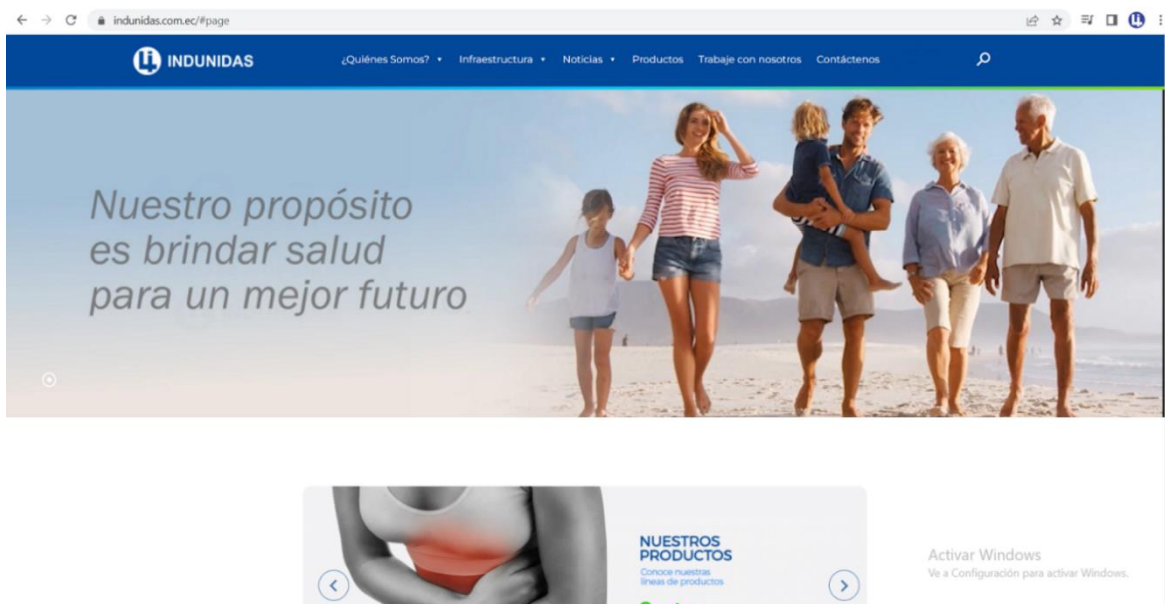 indunidas.com.ec/#page
INDUNIDAS
¿Quiénes Somos?
Infraestructura
Noticias
Productos
Trabaje con nosotros
Contáctenos
Nuestro propósito
es brindar salud
para un mejor futuro
NUESTROS
PRODUCTOS
Conoce nuestras
líneas de productos
Activar Windows
Ve a Configuración para activar Windows.